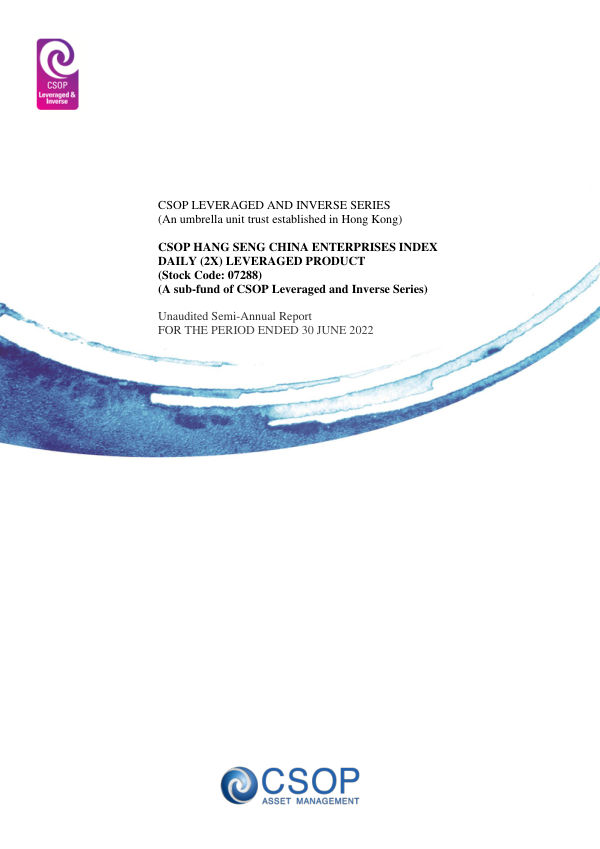 CSOP
Leveraged &
Inverse
CSOP LEVERAGED AND INVERSE SERIES
(An umbrella unit trust established in Hong Kong)
CSOP HANG SENG CHINA ENTERPRISES INDEX
DAILY (2X) LEVERAGED PRODUCT
(Stock Code: 07288)
(A sub-fund of CSOP Leveraged and Inverse Series)
Unaudited Semi-Annual Report
FOR THE PERIOD ENDED 30 JUNE 2022
CSOP
ASSET MANAGEMENT